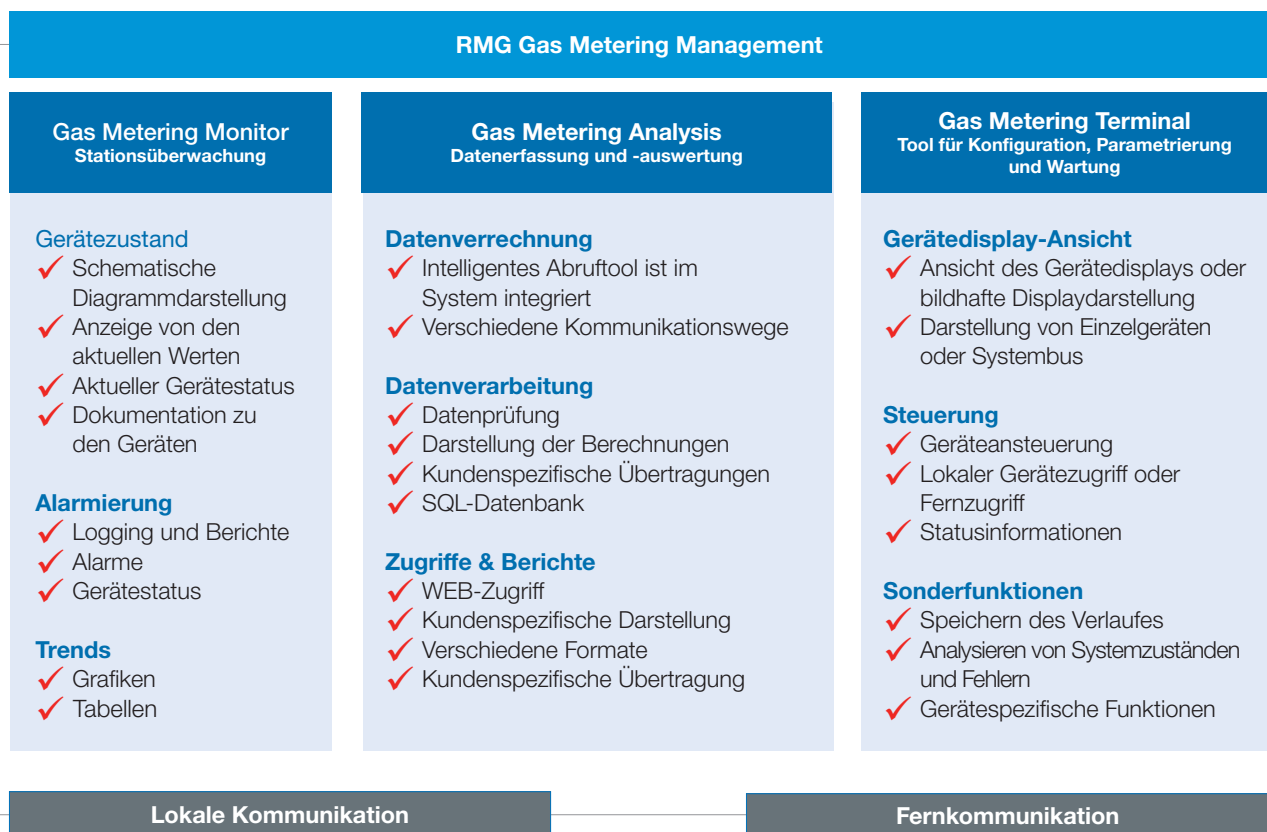 RMG Gas Metering Management
Gas Metering Monitor
Stationsüberwachung
Gerätezustand
Schematische
Diagrammdarstellung
Anzeige von den
aktuellen Werten
Aktueller Gerätestatus
Dokumentation zu
den Geräten
Alarmierung
Logging und Berichte
Alarme
Gerätestatus
Trends
Grafiken
Tabellen
Gas Metering Analysis
Datenerfassung und -auswertung
Datenverrechnung
Intelligentes Abruftool ist im
System integriert
Verschiedene Kommunikationswege
Datenverarbeitung
Datenprüfung
Darstellung der Berechnungen
Kundenspezifische Übertragungen
SQL-Datenbank
Zugriffe & Berichte
WEB-Zugriff
Kundenspezifische Darstellung
Verschiedene Formate
Kundenspezifische Übertragung
Gas Metering Terminal
Tool für Konfiguration, Parametrierung
und Wartung
Gerätedisplay-Ansicht
Ansicht des Gerätedisplays oder
bildhafte Displaydarstellung
Darstellung von Einzelgeräten
oder Systembus
Steuerung
Geräteansteuerung
Lokaler Gerätezugriff oder
Fernzugriff
Statusinformationen
Sonderfunktionen
Speichern des Verlaufes
Analysieren von Systemzuständen
und Fehlern
Gerätespezifische Funktionen
Lokale Kommunikation
Fernkommunikation